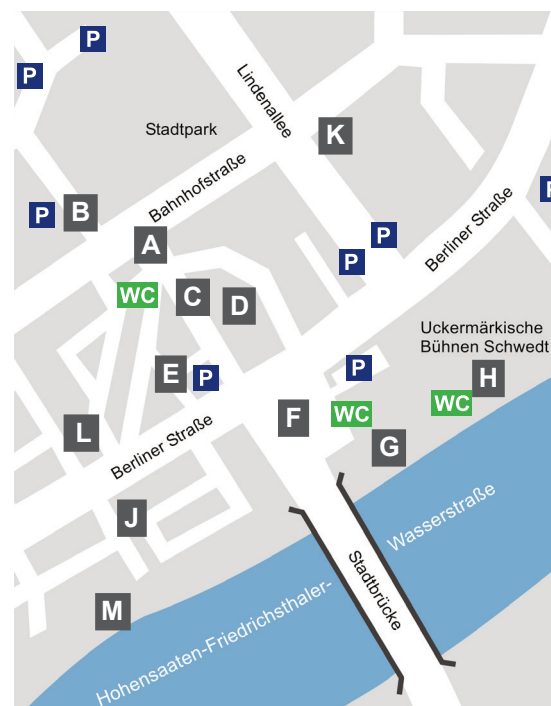 P
P
Lindenallee
Stadtpark
K
Bahnhofstraße
P
B
P
A
P
P
Berliner Straße
WC
C
D
Uckermärkische
Bühnen Schwedt
E
P
P
H
WC
F
WC
L
G
Berliner Straße
J
Wasserstraße
Stadtbrücke
M
Hohensaaten-Friedrichsthaler-